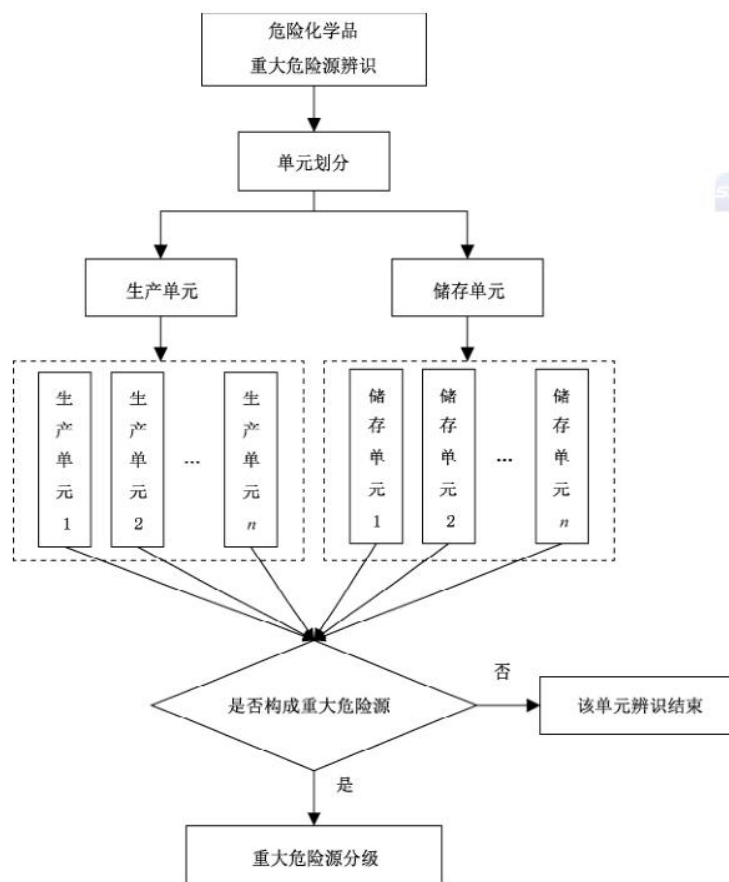 危险化学品
重大危险源辨识
单元划分
生产单元
储存单元
生产单元1
生产单元2
…
生产单元n
储存单元1
储存单元2
…
储存单元n
是否构成重大危险源
否
该单元辨识结束
是
重大危险源分级